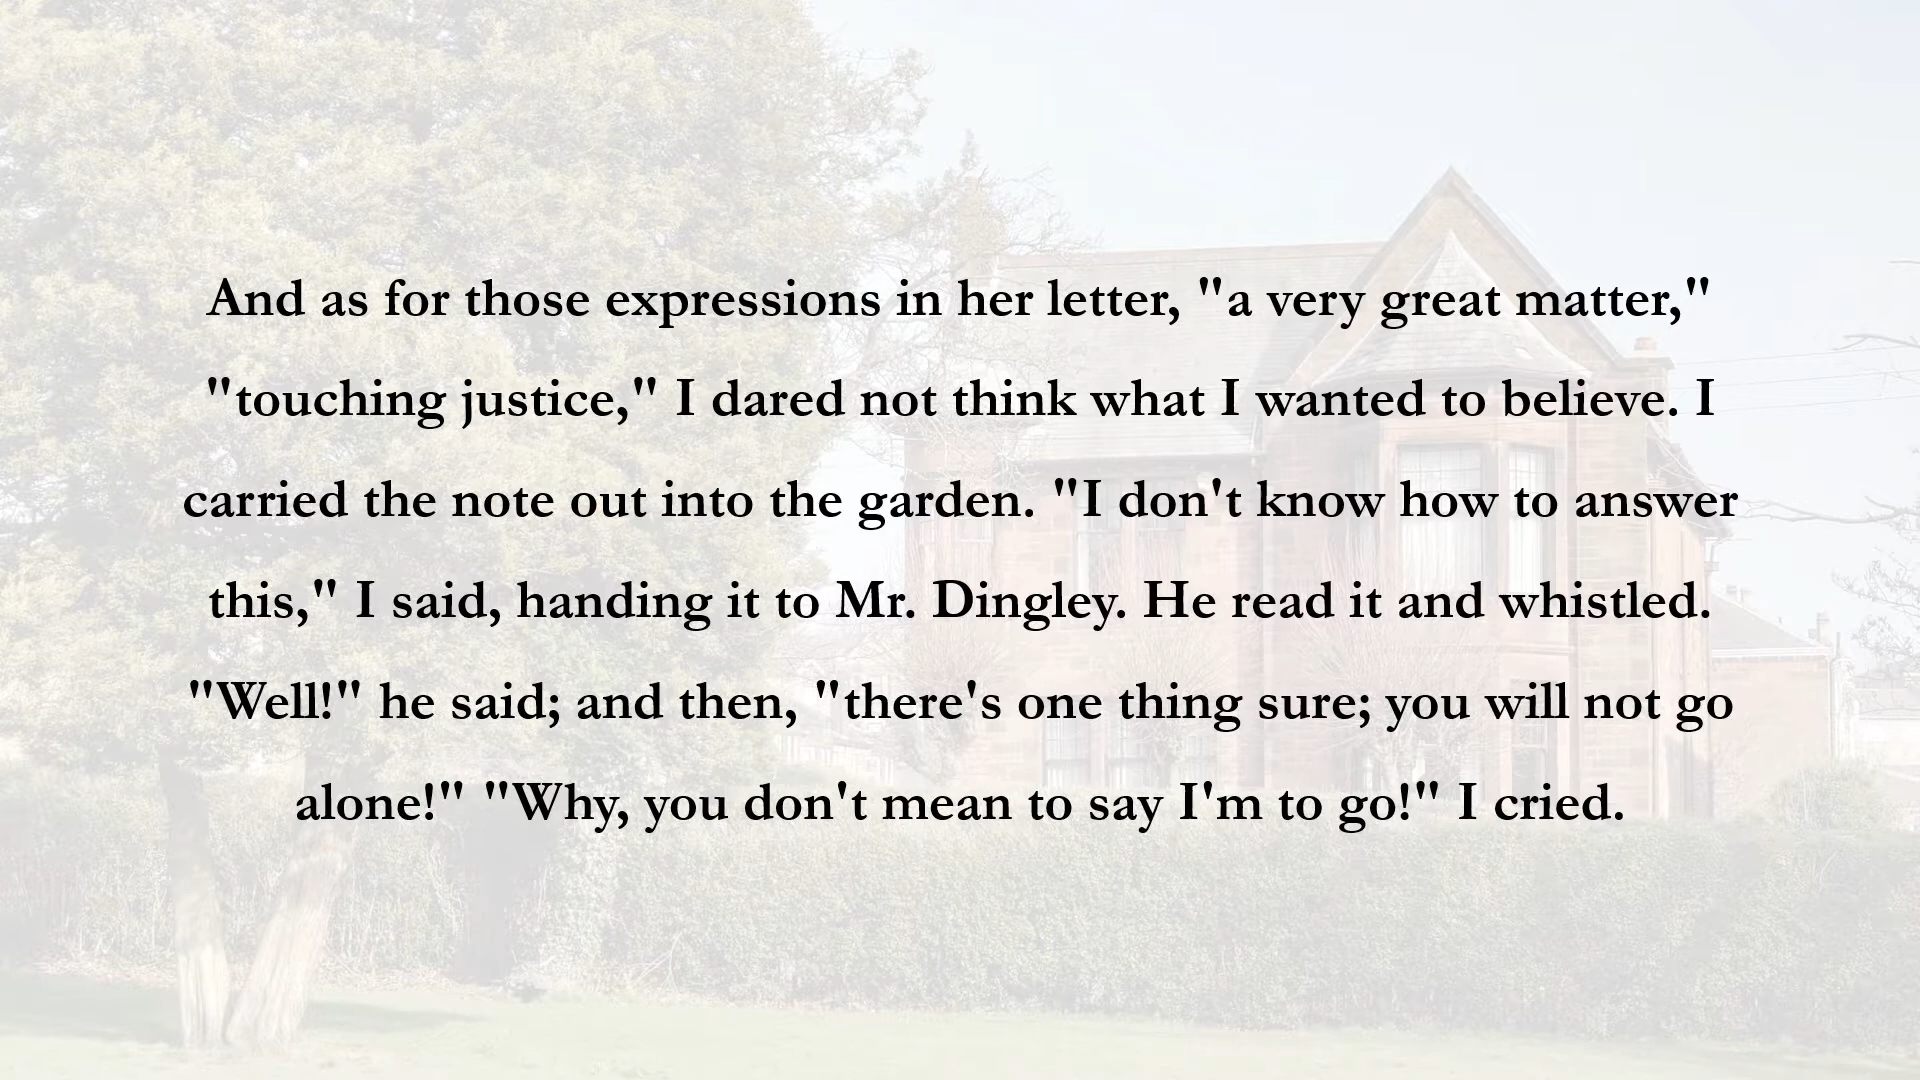 And as for those expressions in her letter, "a very great matter,"
"touching justice," I dared not think what I wanted to believe. I
carried the note out into the garden. "I don't know how to answer
this," I said, handing it to Mr. Dingley. He read it and whistled.
"Well!" he said; and then, "there's one thing sure; you will not go
alone!" "Why, you don't mean to say I'm to go!" I cried.